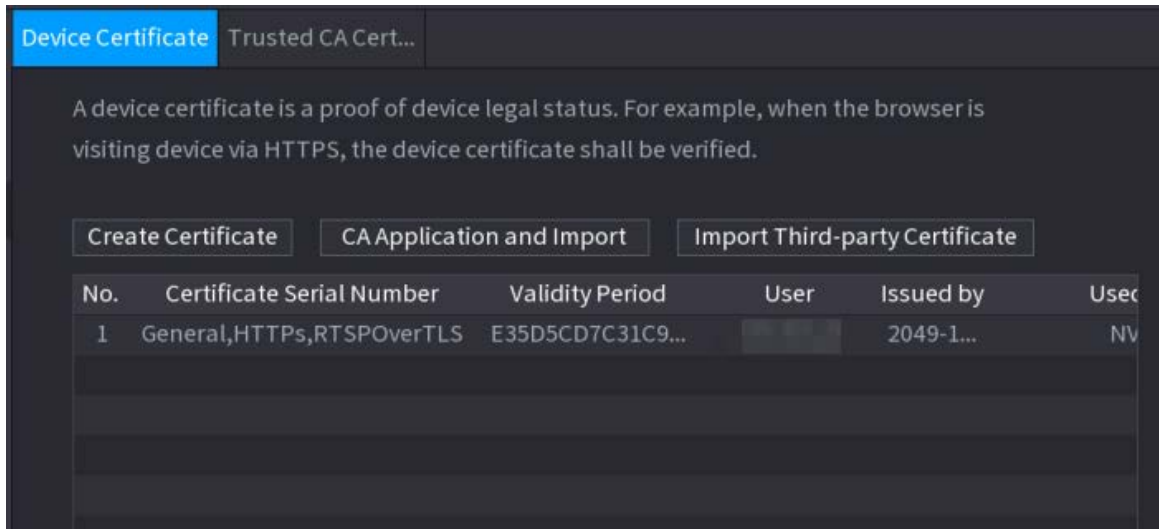 Device Certificate Trusted CA Cert...
A device certificate is a proof of device legal status. For example, when the browser is
visiting device via HTTPS, the device certificate shall be verified.
Create Certificate CA Application and Import Import Third-party Certificate
No. Certificate Serial Number Validity Period User Issued by Used
1 General,HTTPs,RTSPOverTLS E35D5CD7C31C9... 2049-1... NV